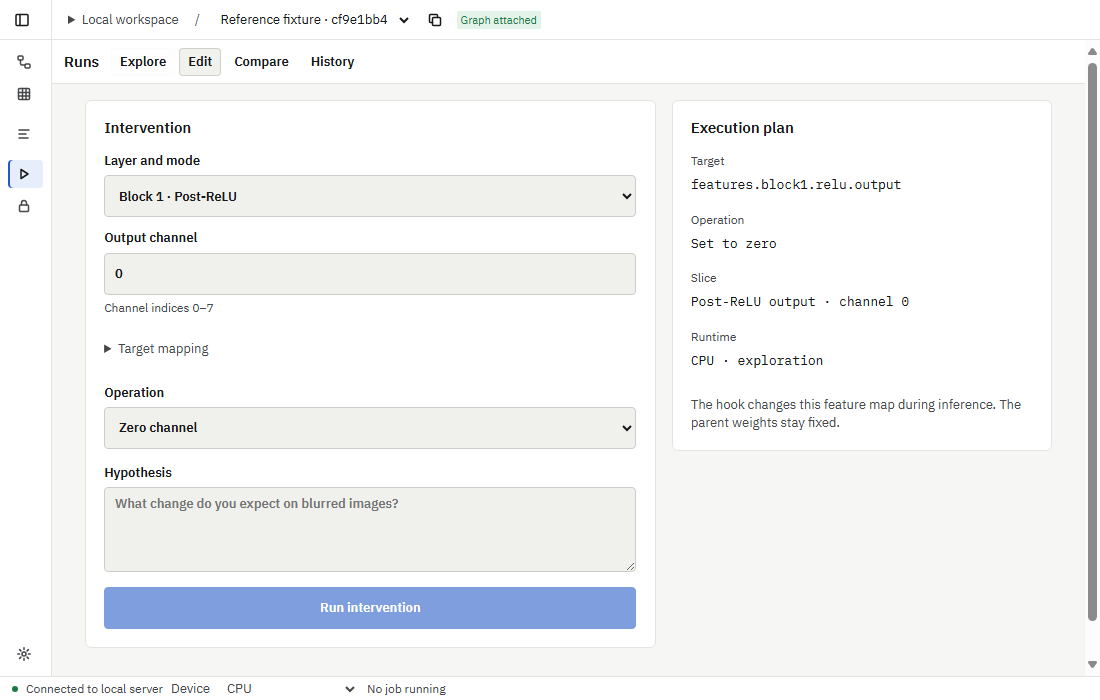 Local workspace / Reference fixture · cf9e1bb4 Graph attached
Runs Explore Edit Compare History
Intervention
Layer and mode
Block 1 · Post-ReLU
Output channel
0
Channel indices 0–7
Target mapping
Operation
Zero channel
Hypothesis
What change do you expect on blurred images?
Run intervention
Execution plan
Target
features.block1.relu.output
Operation
Set to zero
Slice
Post-ReLU output · channel 0
Runtime
CPU · exploration
The hook changes this feature map during inference. The
parent weights stay fixed.
Connected to local server Device CPU No job running